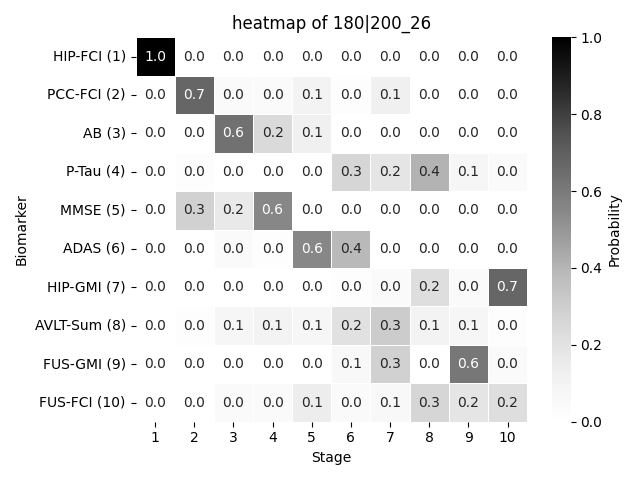 heatmap of 180|200_26
HIP-FCI (1) 1.0 0.0 0.0 0.0 0.0 0.0 0.0 0.0 0.0 0.0
PCC-FCI (2) 0.0 0.7 0.0 0.0 0.1 0.0 0.1 0.0 0.0 0.0
AB (3) 0.0 0.0 0.6 0.2 0.1 0.0 0.0 0.0 0.0 0.0
P-Tau (4) 0.0 0.0 0.0 0.0 0.0 0.3 0.2 0.4 0.1 0.0
MMSE (5) 0.0 0.3 0.2 0.6 0.0 0.0 0.0 0.0 0.0 0.0
ADAS (6) 0.0 0.0 0.0 0.0 0.6 0.4 0.0 0.0 0.0 0.0
HIP-GMI (7) 0.0 0.0 0.0 0.0 0.0 0.0 0.0 0.2 0.0 0.7
AVLT-Sum (8) 0.0 0.0 0.1 0.1 0.1 0.2 0.3 0.1 0.1 0.0
FUS-GMI (9) 0.0 0.0 0.0 0.0 0.0 0.1 0.3 0.0 0.6 0.0
FUS-FCI (10) 0.0 0.0 0.0 0.0 0.1 0.0 0.1 0.3 0.2 0.2
1 2 3 4 5 6 7 8 9 10
Stage
Biomarker
1.0
0.8
0.6
0.4
0.2
0.0
Probability